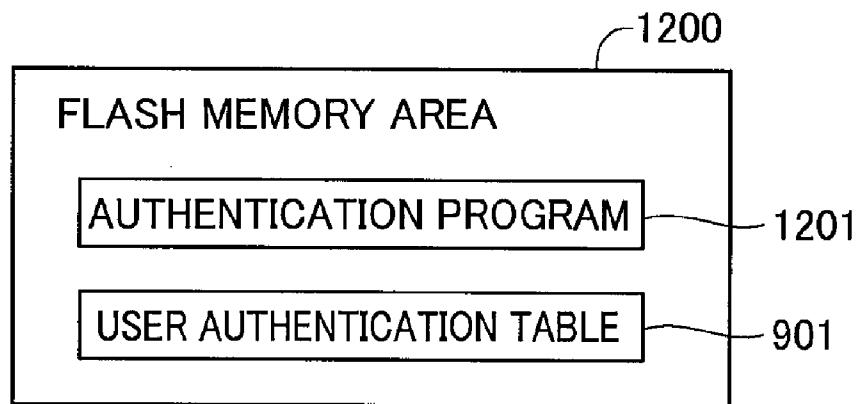 1200
FLASH MEMORY AREA
AUTHENTICATION PROGRAM
1201
USER AUTHENTICATION TABLE
901